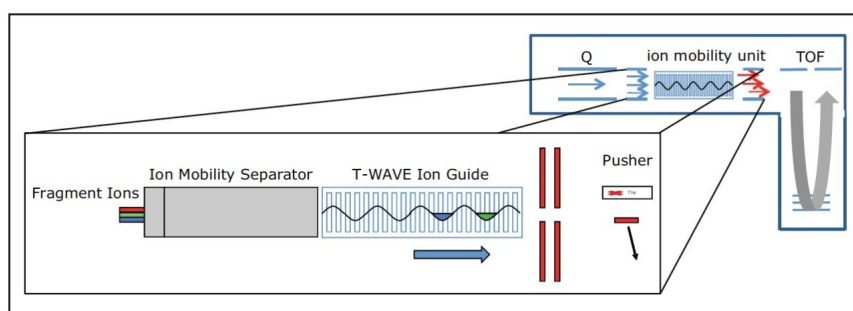 Q
ion mobility unit
TOF
Ion Mobility Separator
T-WAVE Ion Guide
Pusher
Fragment Ions